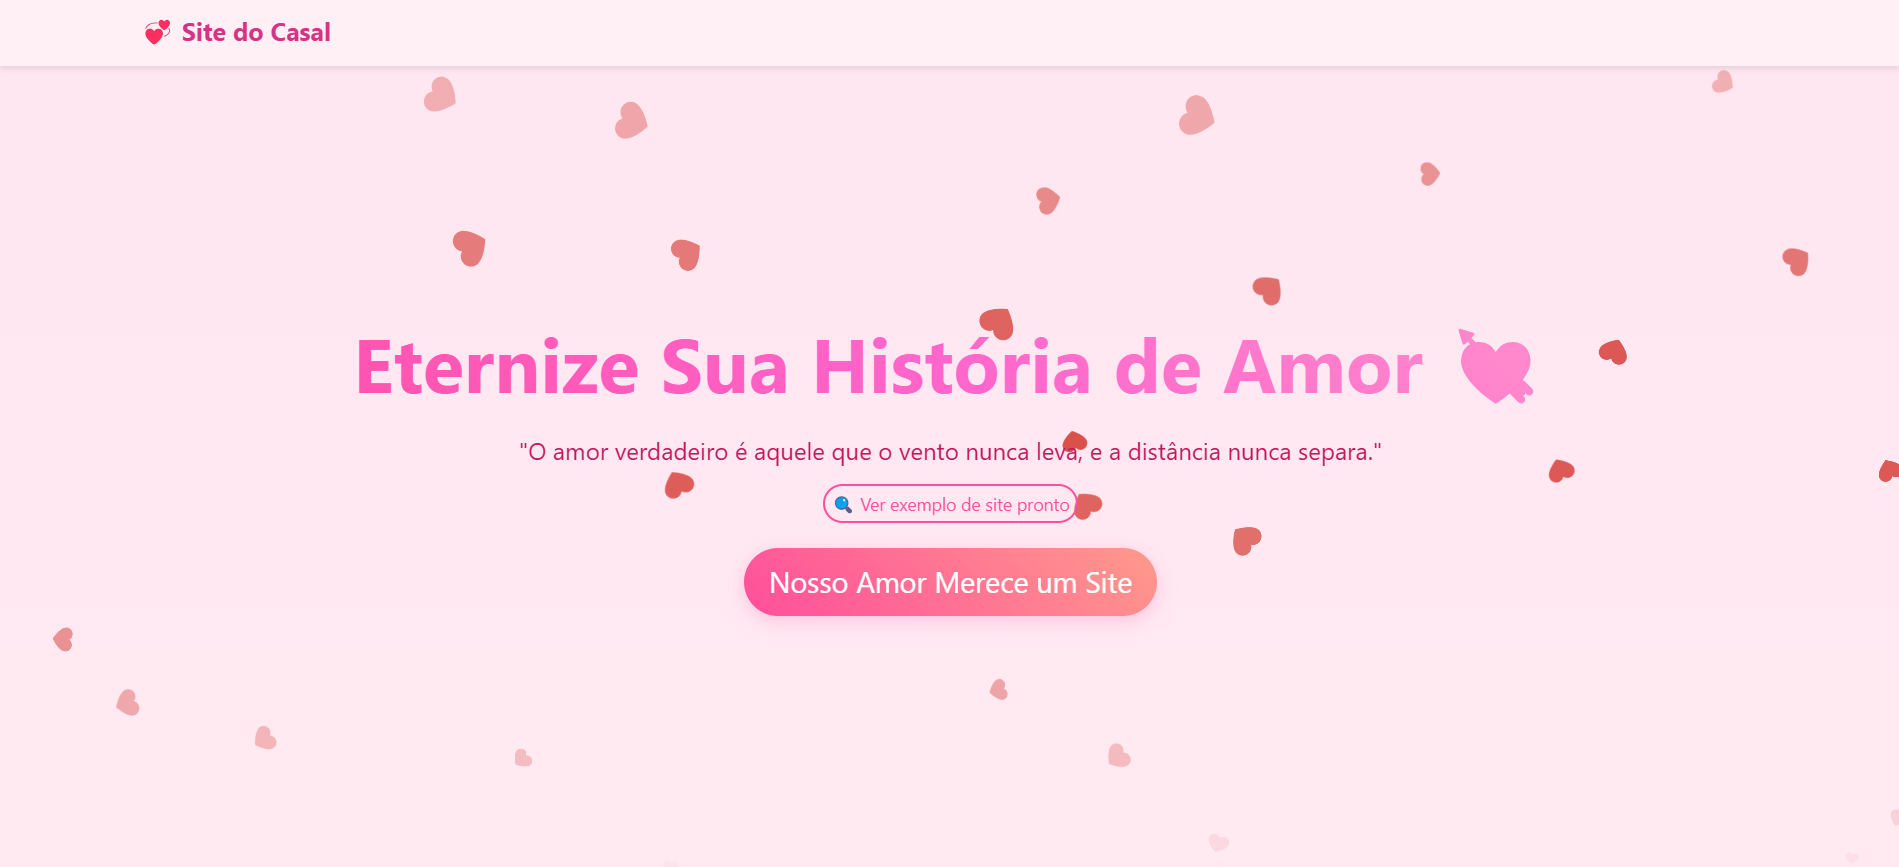 💞 Site do Casal
Eternize Sua História de Amor 💘
"O amor verdadeiro é aquele que o vento nunca leva, e a distância nunca separa."
🔍 Ver exemplo de site pronto
Nosso Amor Merece um Site